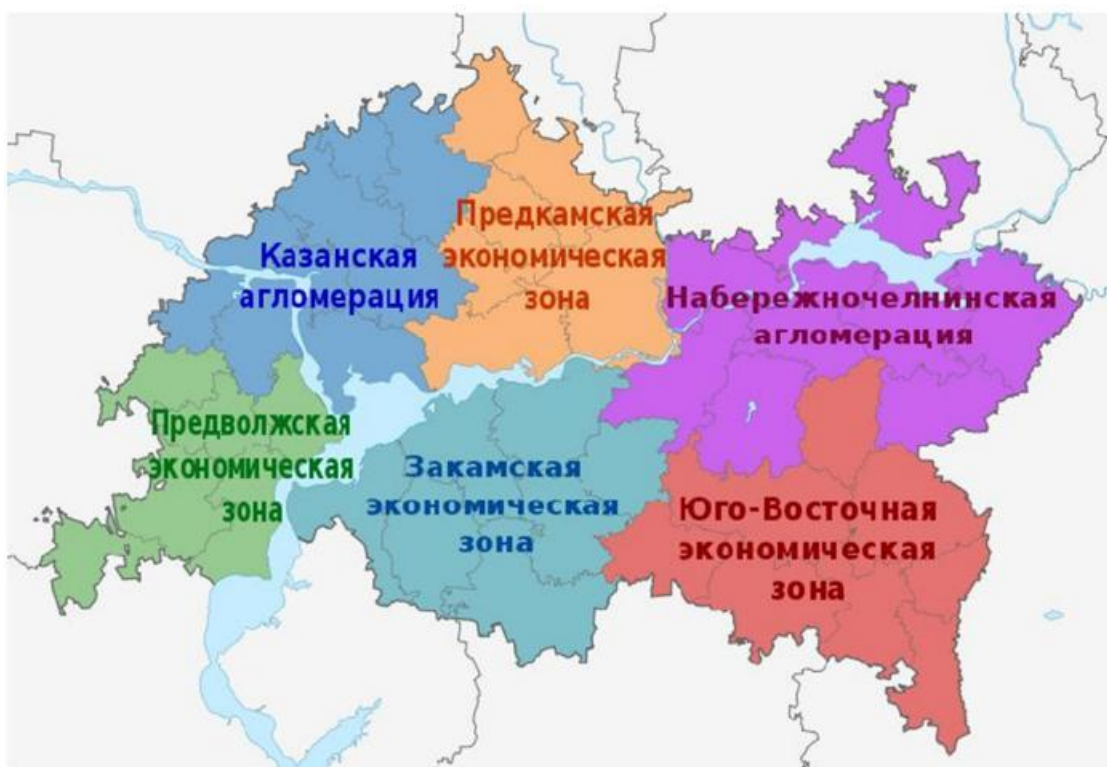 Предкамская
экономическая
зона
Казанская
агломерация
Набережночелнинская
агломерация
Предволжская
экономическая
зона
Закамская
экономическая
зона
Юго-Восточная
экономическая
зона